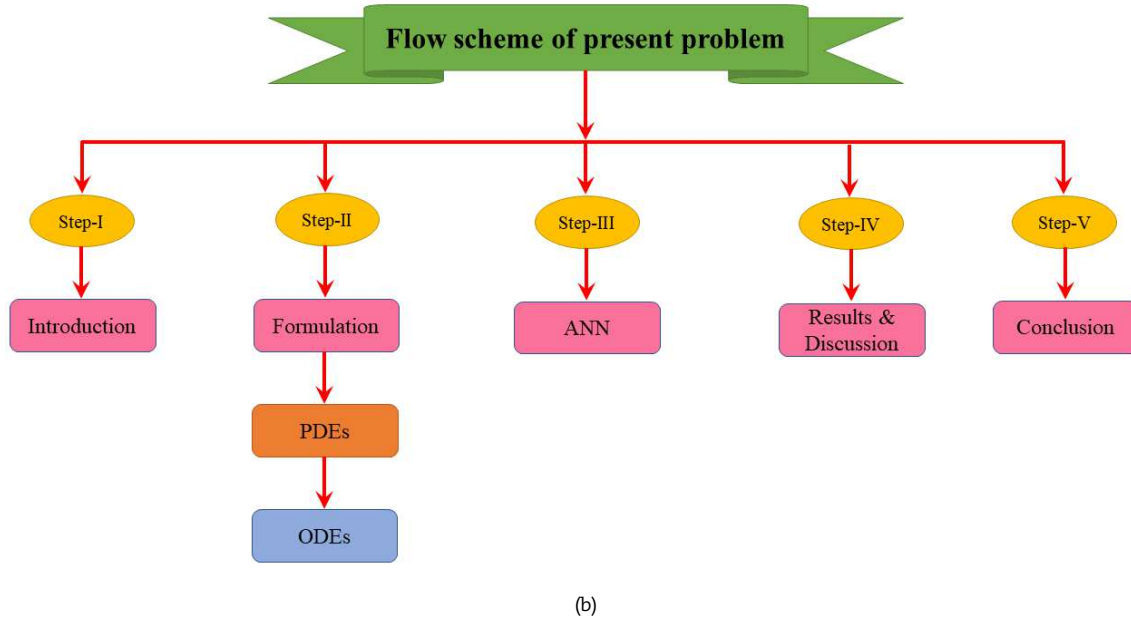 Flow scheme of present problem
Step-I
Step-II
Step-III
Step-IV
Step-V
Introduction
Formulation
ANN
Results &
Discussion
Conclusion
PDEs
ODEs
(b)